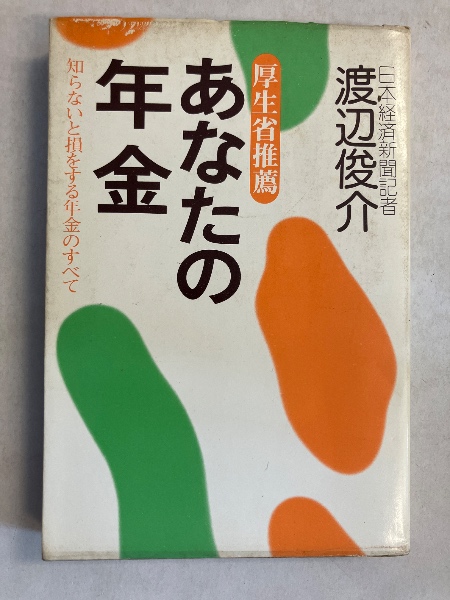 日本経済新聞記者
渡辺俊介
厚生省推薦
あなたの
年金
知らないと損をする年金のすべて